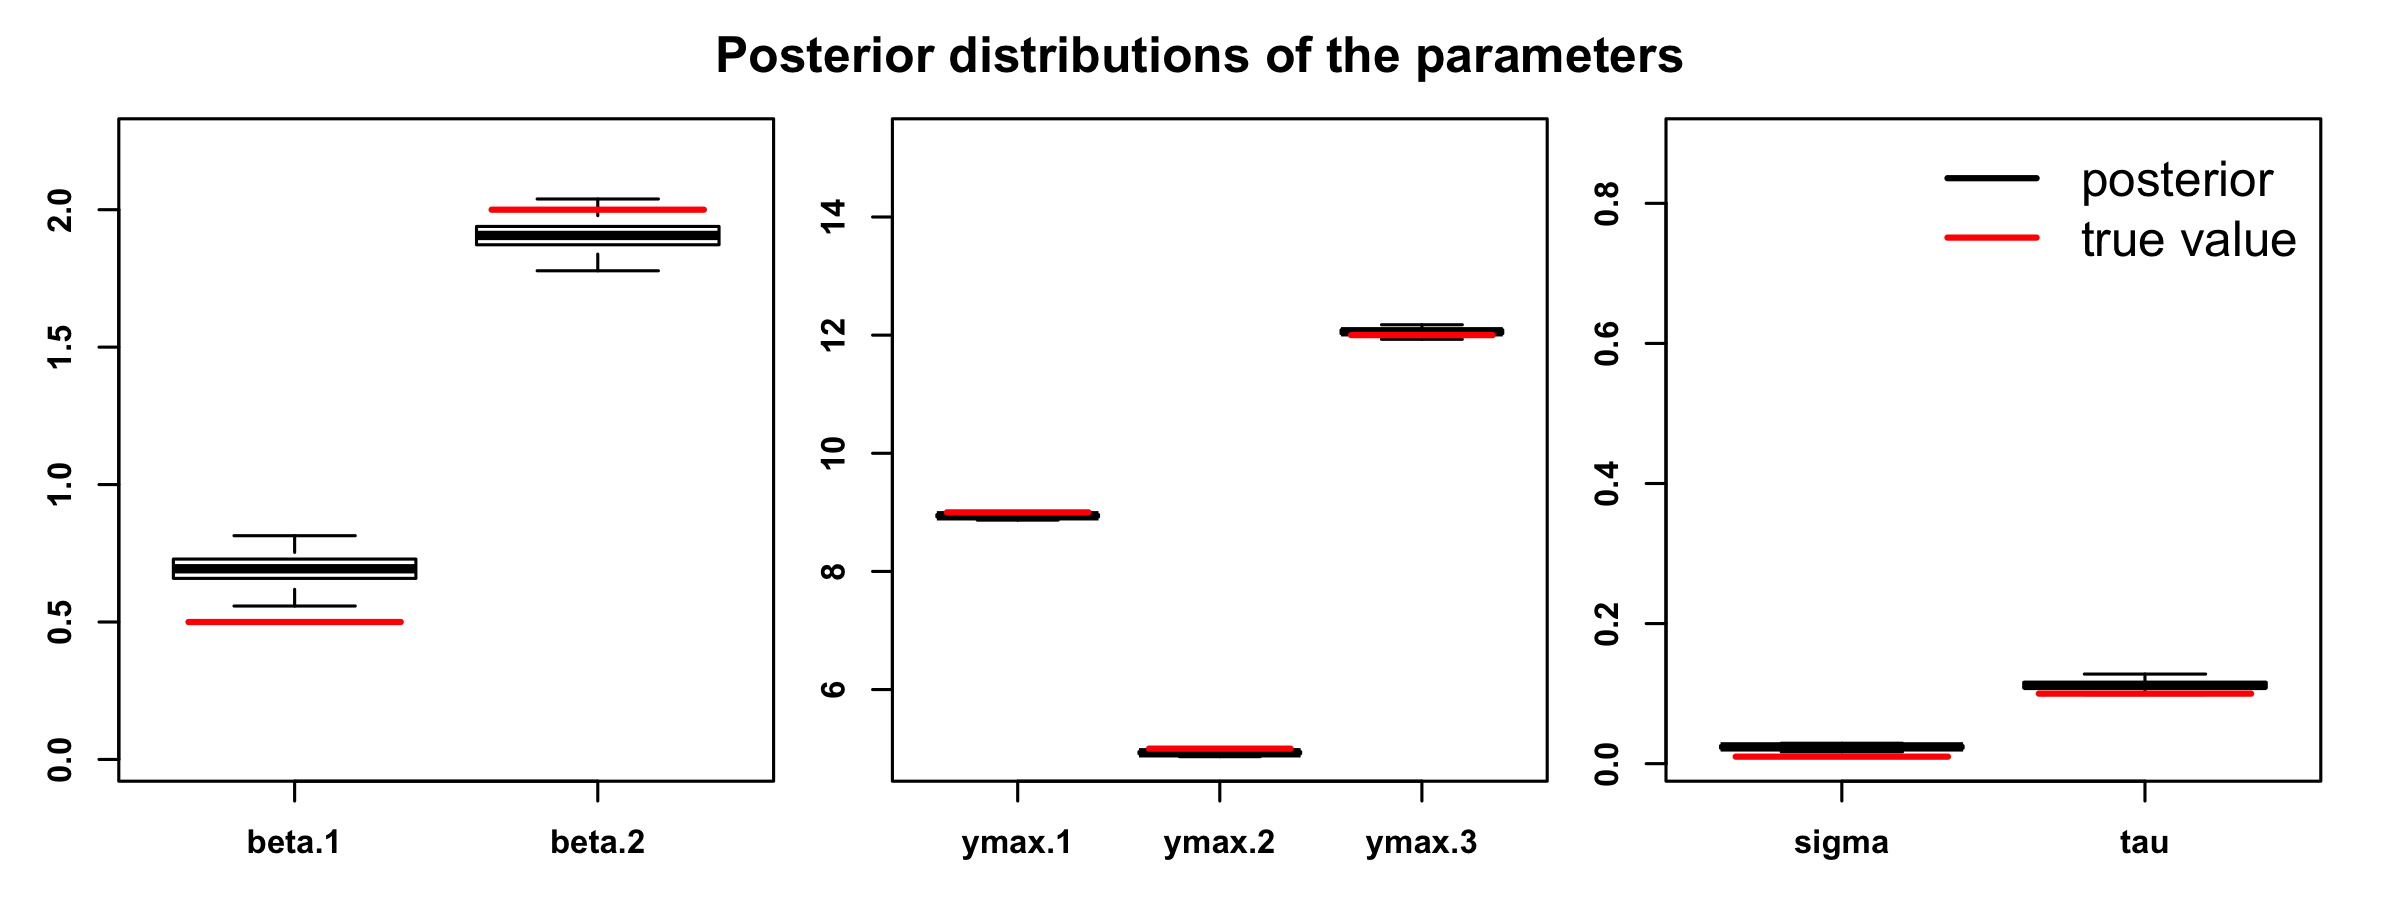 Posterior distributions of the parameters
2.0
1.5
1.0
0.5
0.0
beta.1
beta.2
14
12
10
8
6
ymax.1
ymax.2
ymax.3
posterior
true value
0.8
0.6
0.4
0.2
0.0
sigma
tau